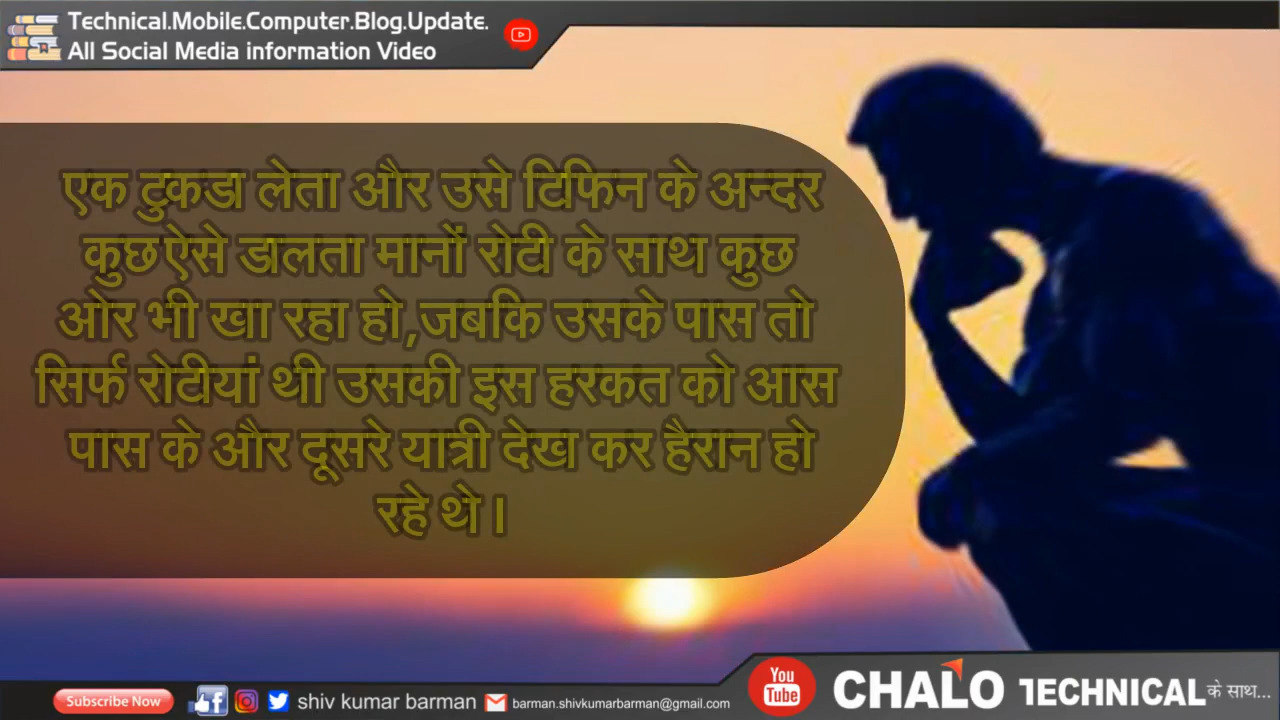 Technical.Mobile.Computer.Blog.Update.
All Social Media information Video
एक टुकडा लेता और उसे टिफिन के अन्दर
कुछऐसे डालता मानों रोटी के साथ कुछ
ओर भी खा रहा हो,जबकि उसके पास तो
सिर्फ रोटीयां थी उसकी इस हरकत को आस
पास के और दूसरे यात्री देख कर हैरान हो
रहे थे।
Subscribe Now shiv kumar barman barman.shivkumarbarman@gmail.com
You
Tube
CHALO TECHNICAL के साथ...